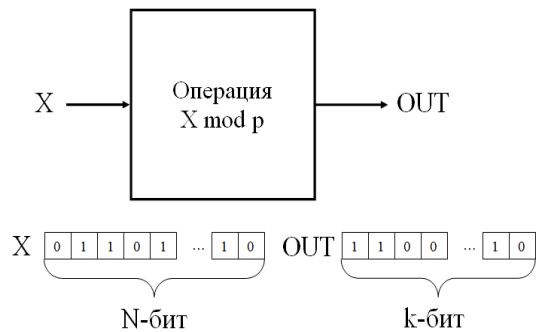 Операция
X mod p
X
OUT
X 0 1 1 0 1 ... 1 0 OUT 1 1 0 0 ... 1 0
N-бит k-бит